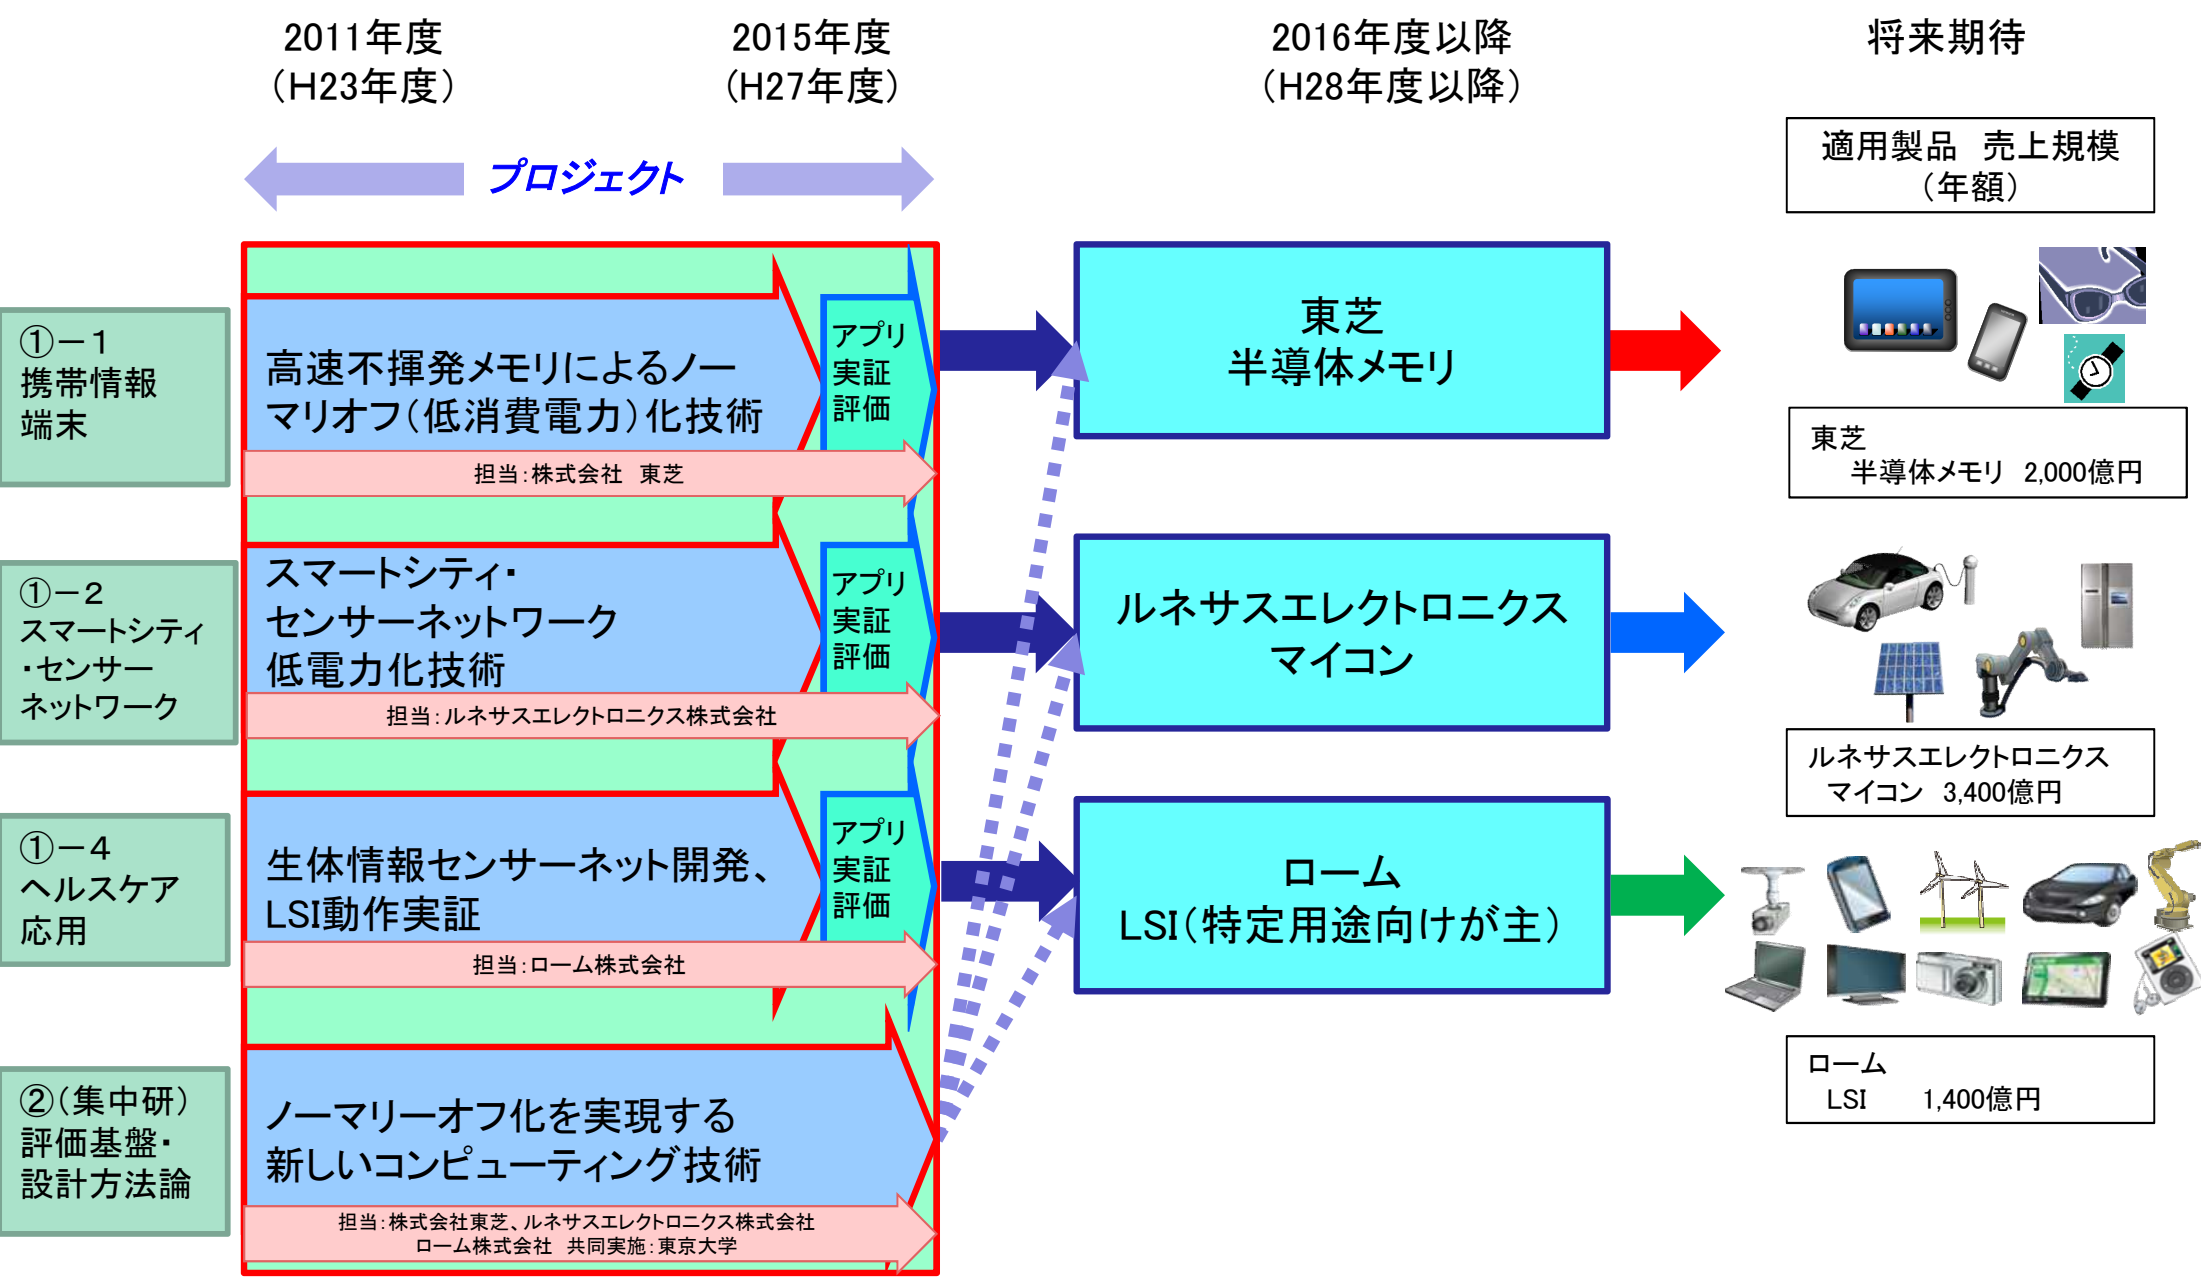 2011年度
（H23年度）
2015年度
（H27年度）
2016年度以降
（H28年度以降）
将来期待
プロジェクト
適用製品　売上規模
（年額）
①－１
携帯情報
端末
高速不揮発メモリによるノー
マリオフ（低消費電力）化技術
アプリ
実証
評価
担当：株式会社　東芝
東芝
半導体メモリ
東芝
半導体メモリ　2,000億円
①－２
スマートシティ
・センサー
ネットワーク
スマートシティ・
センサーネットワーク
低電力化技術
アプリ
実証
評価
担当：ルネサスエレクトロニクス株式会社
ルネサスエレクトロニクス
マイコン
ルネサスエレクトロニクス
マイコン　3,400億円
①－４
ヘルスケア
応用
生体情報センサーネット開発、
LSI動作実証
アプリ
実証
評価
担当：ローム株式会社
ローム
LSI（特定用途向けが主）
ローム
LSI　　1,400億円
②（集中研）
評価基盤・
設計方法論
ノーマリーオフ化を実現する
新しいコンピューティング技術
担当：株式会社東芝、ルネサスエレクトロニクス株式会社
ローム株式会社　共同実施：東京大学